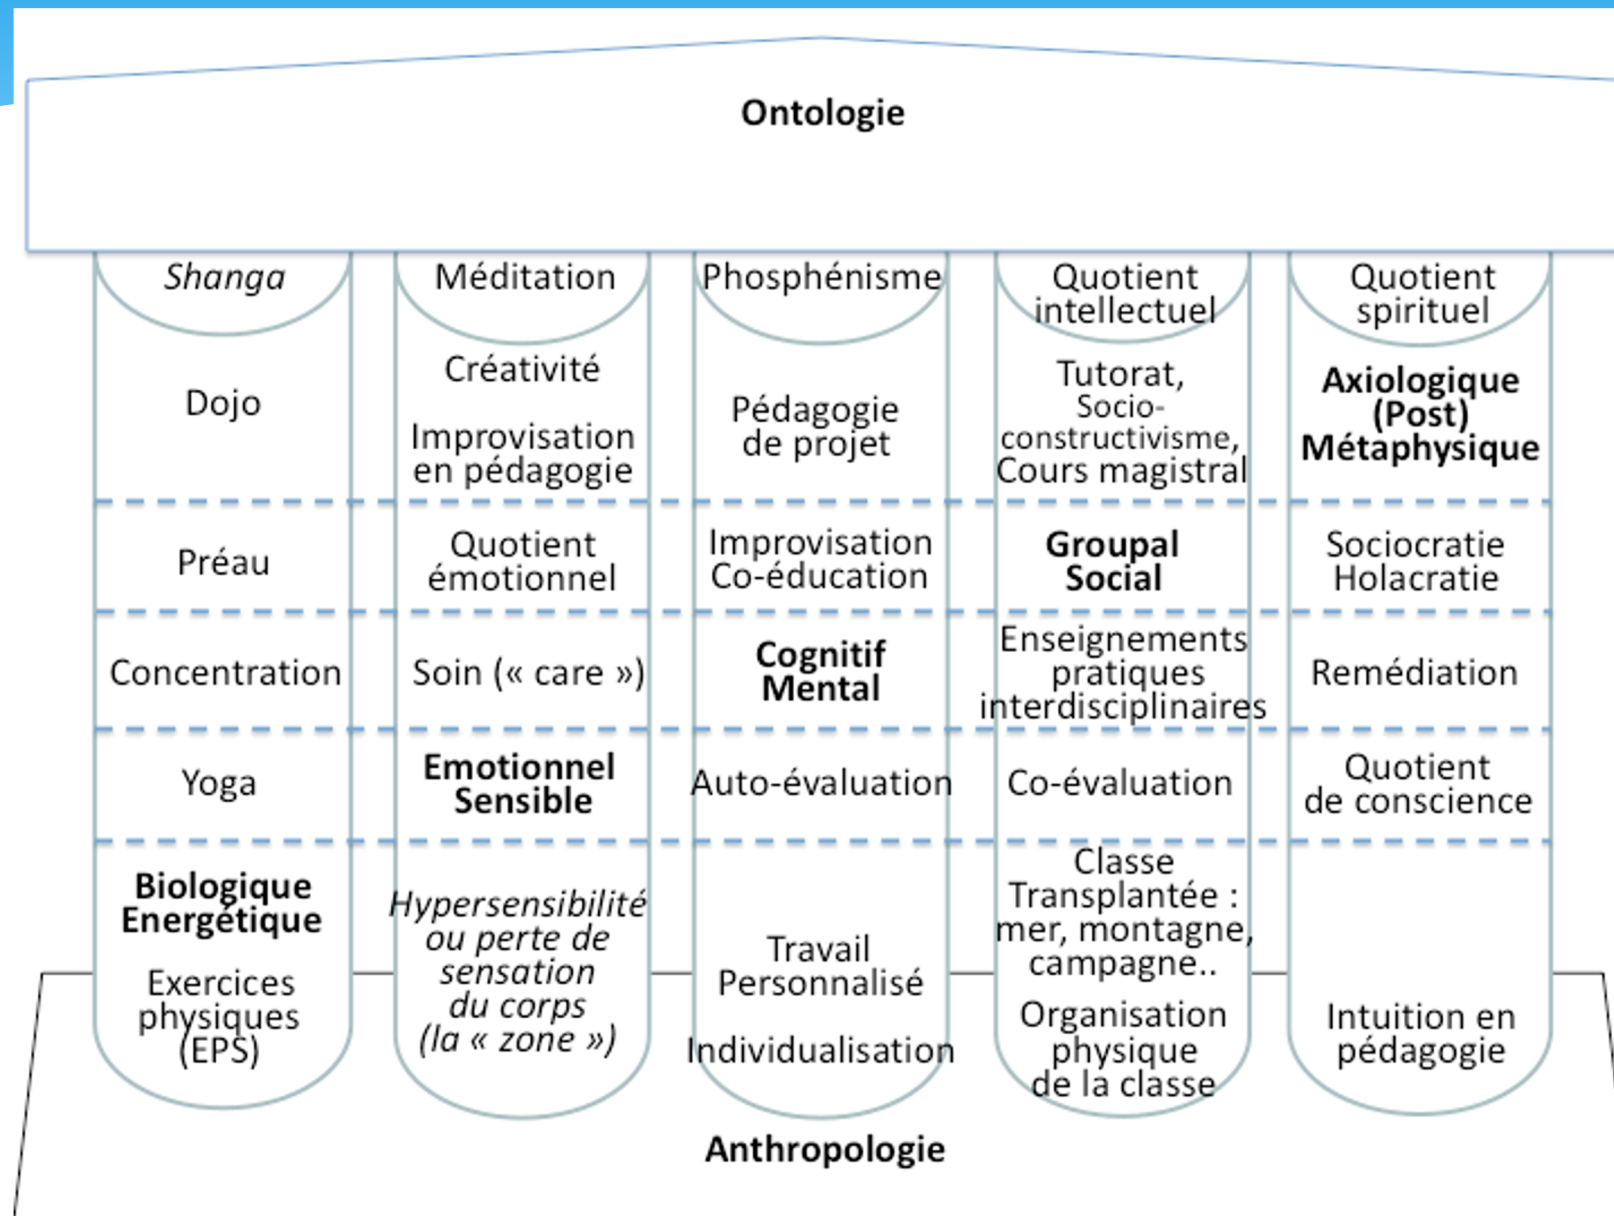 Ontologie
Shanga
Méditation
Phosphénisme
Quotient
intellectuel
Quotient
spirituel
Dojo
Créativité
Improvisation
en pédagogie
Pédagogie
de projet
Tutorat,
Socio-
constructivisme,
Cours magistral
Axiologique
(Post)
Métaphysique
Préau
Quotient
émotionnel
Improvisation
Co-éducation
Groupal
Social
Sociocratie
Holacratie
Concentration
Soin (« care »)
Cognitif
Mental
Enseignements
pratiques
interdisciplinaires
Remédiation
Yoga
Emotionnel
Sensible
Auto-évaluation
Co-évaluation
Quotient
de conscience
Biologique
Energétique
Exercices
physiques
(EPS)
Hypersensibilité
ou perte de
sensation
du corps
(la « zone »)
Travail
Personnalisé
Individualisation
Classe
Transplantée :
mer, montagne,
campagne..
Organisation
physique
de la classe
Intuition en
pédagogie
Anthropologie